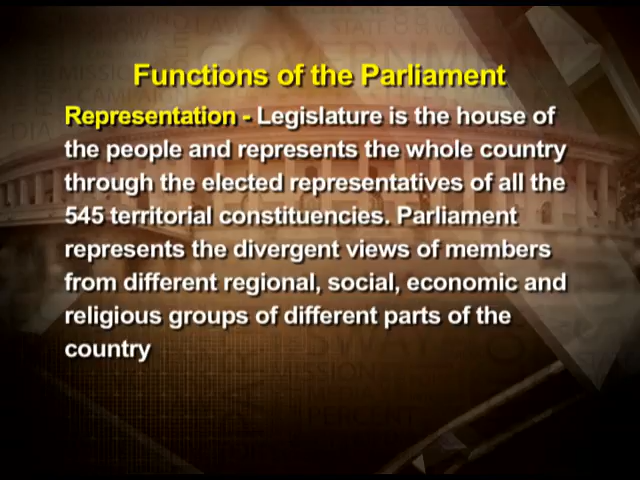 Functions of the Parliament
Representation - Legislature is the house of
the people and represents the whole country
through the elected representatives of all the
545 territorial constituencies. Parliament
represents the divergent views of members
from different regional, social, economic and
religious groups of different parts of the
country